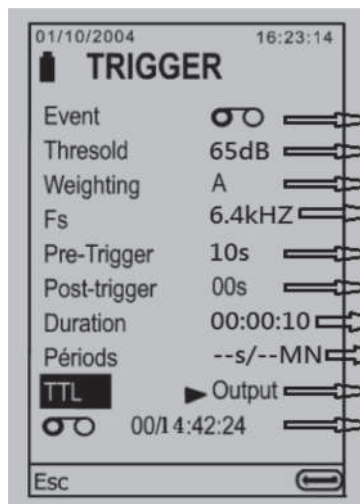 01/10/2004 16:23:14
TRIGGER
Event
Thresold 65dB
Weighting A
Fs 6.4kHZ
Pre-Trigger 10s
Post-trigger 00s
Duration 00:00:10
Périods --s/--MN
TTL Output
00/14:42:24
Esc